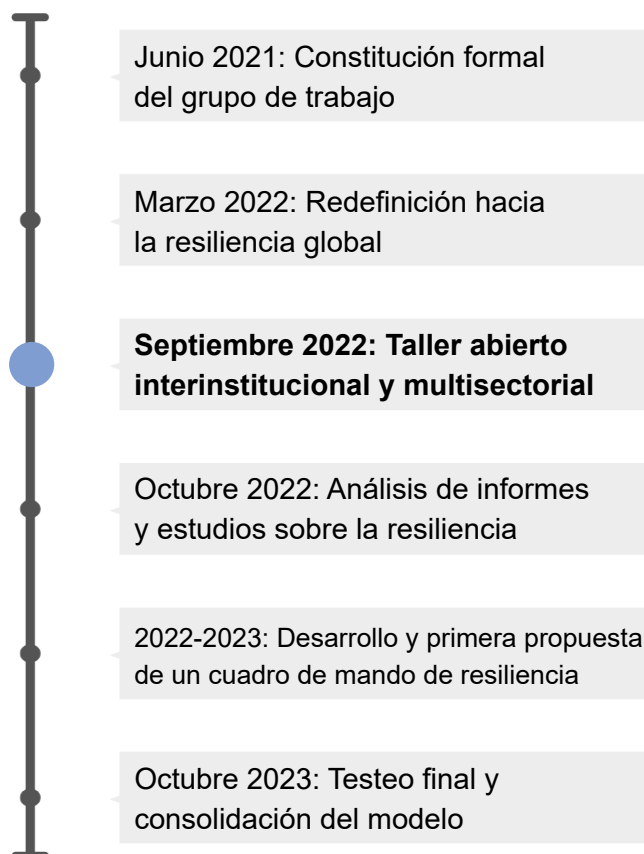 Junio 2021: Constitución formal
del grupo de trabajo
Marzo 2022: Redefinición hacia
la resiliencia global
Septiembre 2022: Taller abierto
interinstitucional y multisectorial
Octubre 2022: Análisis de informes
y estudios sobre la resiliencia
2022-2023: Desarrollo y primera propuesta
de un cuadro de mando de resiliencia
Octubre 2023: Testeo final y
consolidación del modelo